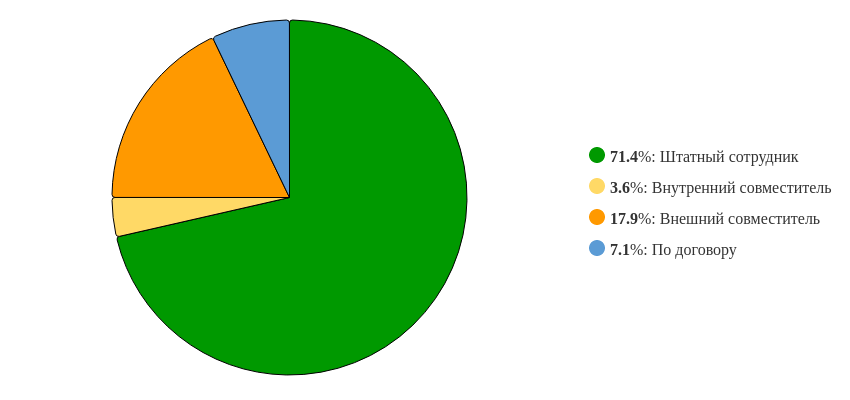 71.4%: Штатный сотрудник
3.6%: Внутренний совместитель
17.9%: Внешний совместитель
7.1%: По договору